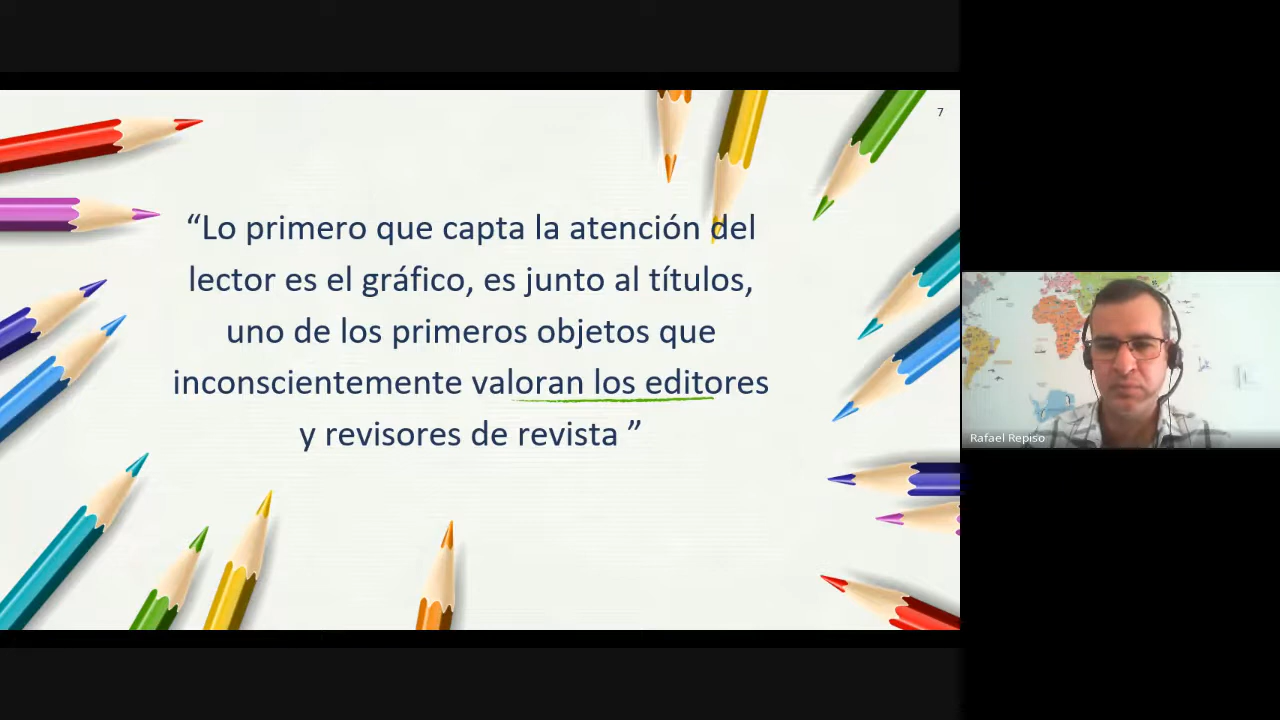 7
“Lo primero que capta la atención del
lector es el gráfico, es junto al títulos,
uno de los primeros objetos que
inconscientemente valoran los editores
y revisores de revista ”
Rafael Repiso